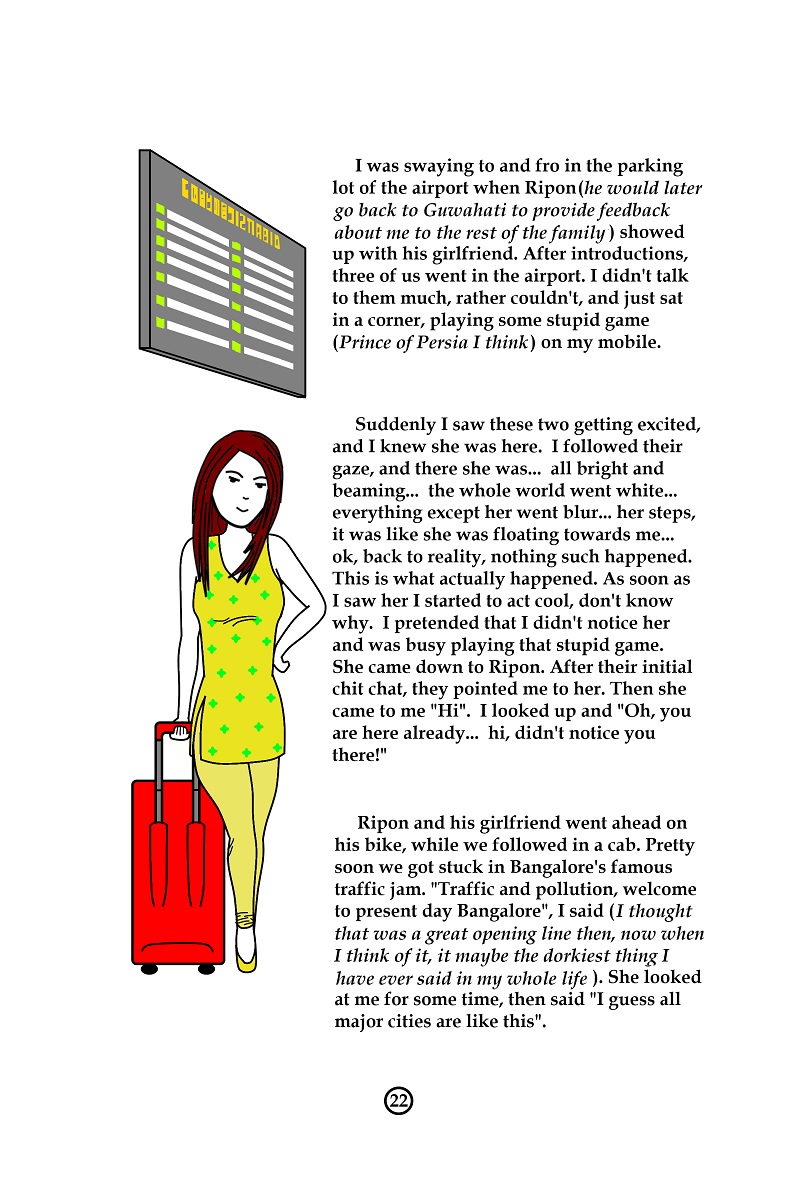 I was swaying to and fro in the parking
lot of the airport when Ripon(he would later
go back to Guwahati to provide feedback
about me to the rest of the family ) showed
up with his girlfriend. After introductions,
three of us went in the airport. I didn't talk
to them much, rather couldn't, and just sat
in a corner, playing some stupid game
(Prince of Persia I think) on my mobile.
Suddenly I saw these two getting excited,
and I knew she was here.  I followed their
gaze, and there she was...  all bright and
beaming...  the whole world went white...
everything except her went blur... her steps,
it was like she was floating towards me...
ok, back to reality, nothing such happened.
This is what actually happened. As soon as
I saw her I started to act cool, don't know
why.  I pretended that I didn't notice her
and was busy playing that stupid game.
She came down to Ripon. After their initial
chit chat, they pointed me to her. Then she
came to me "Hi".  I looked up and "Oh, you
are here already...  hi, didn't notice you
there!"
Ripon and his girlfriend went ahead on
his bike, while we followed in a cab. Pretty
soon we got stuck in Bangalore's famous
traffic jam. "Traffic and pollution, welcome
to present day Bangalore", I said (I thought
that was a great opening line then, now when
I think of it, it maybe the dorkiest thing I
have ever said in my whole life ). She looked
at me for some time, then said "I guess all
major cities are like this".
22